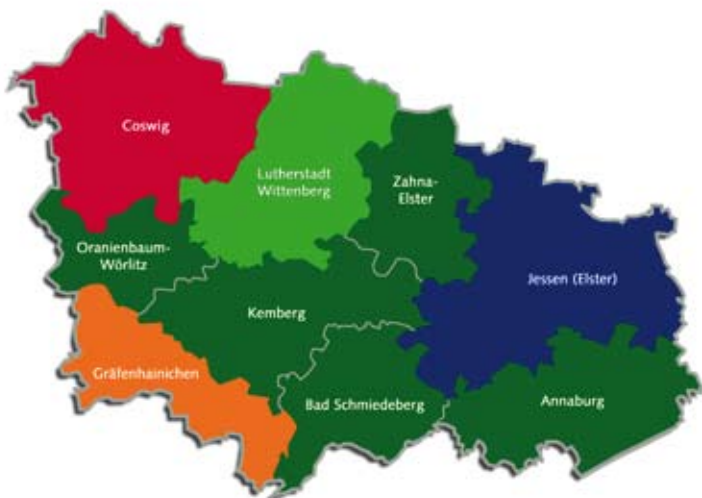 Coswig
Lutherstadt
Wittenberg
Zahna-
Elster
Oranienbaum-
Wörlitz
Jessen (Elster)
Kemberg
Gräfenhainichen
Bad Schmiedeberg
Annaburg